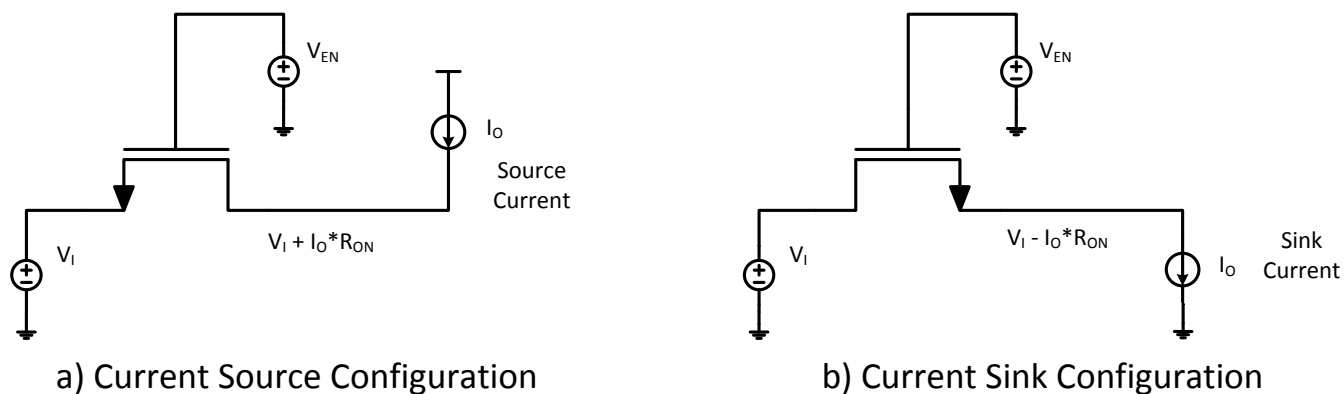 V_EN
I_O
Source
Current
V_I + I_O*R_ON
V_I
a) Current Source Configuration
V_EN
V_I - I_O*R_ON
V_I
I_O
Sink
Current
b) Current Sink Configuration